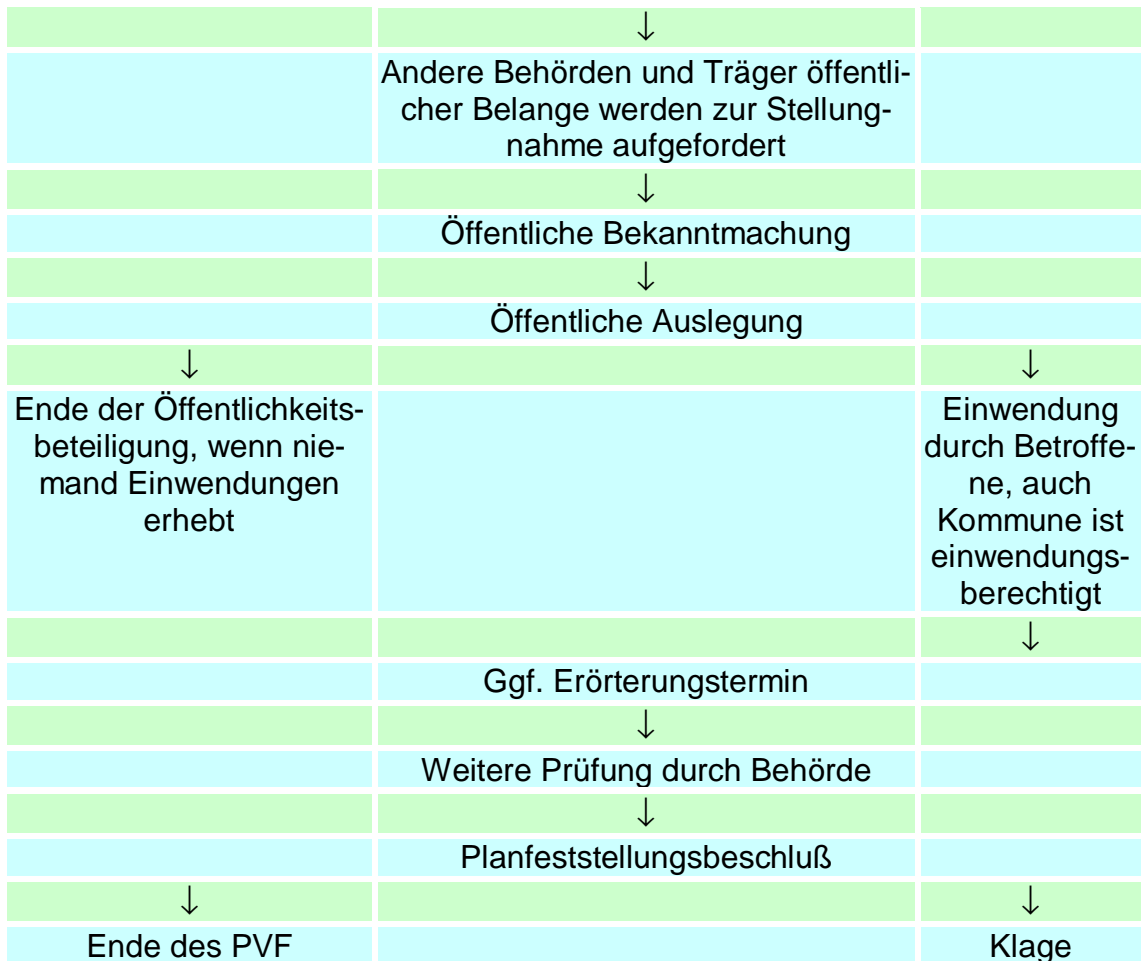 ↓
Andere Behörden und Träger öffentli-
cher Belange werden zur Stellung-
nahme aufgefordert
↓
Öffentliche Bekanntmachung
↓
Öffentliche Auslegung
↓ ↓
Ende der Öffentlichkeits-
beteiligung, wenn nie-
mand Einwendungen
erhebt
Einwendung
durch Betroffe-
ne, auch
Kommune ist
einwendungs-
berechtigt
↓
Ggf. Erörterungstermin
↓
Weitere Prüfung durch Behörde
↓
Planfeststellungsbeschluß
↓ ↓
Ende des PVF
Klage